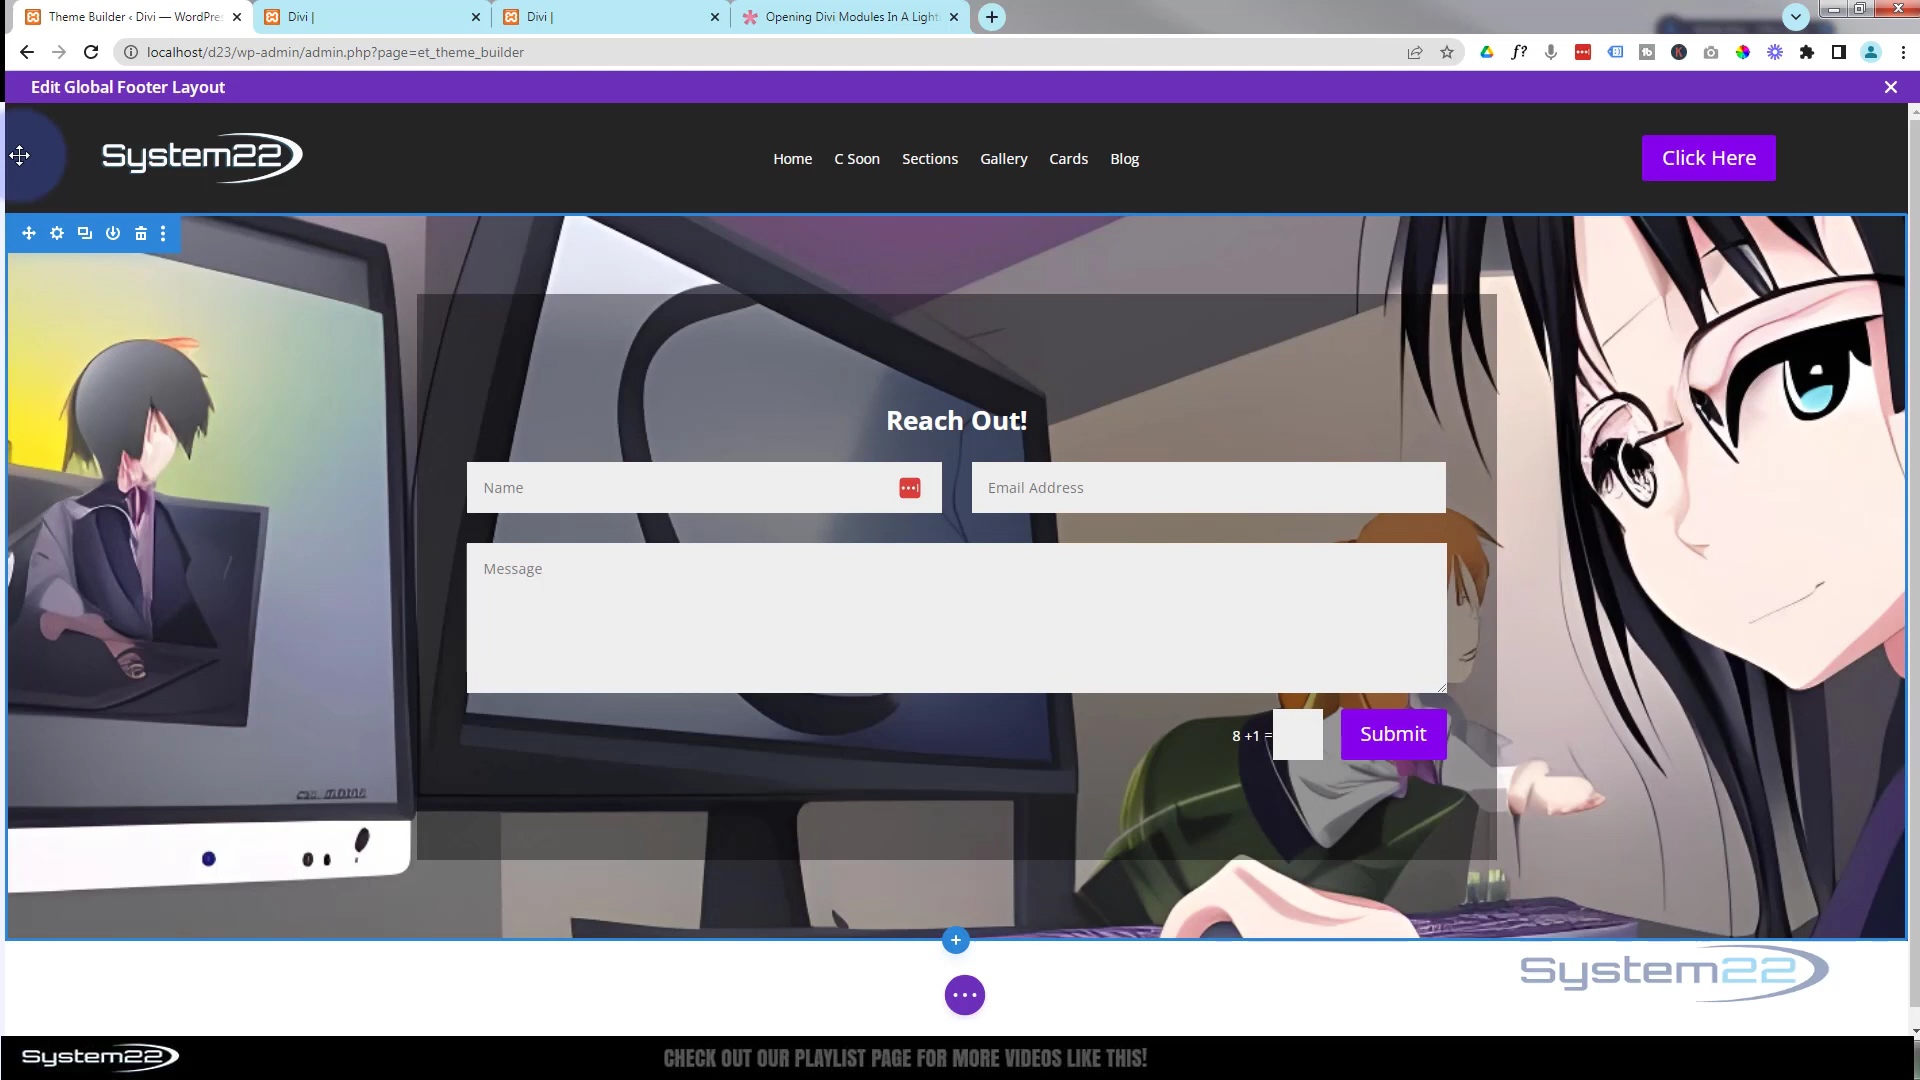 Theme Builder ‹ Divi — WordPre
Divi |
Divi |
Opening Divi Modules In A Light
localhost/d23/wp-admin/admin.php?page=et_theme_builder
Edit Global Footer Layout
System22
Home
C Soon
Sections
Gallery
Cards
Blog
Click Here
Reach Out!
Name
Email Address
Message
8 +1 =
Submit
System22
System22
CHECK OUT OUR PLAYLIST PAGE FOR MORE VIDEOS LIKE THIS!